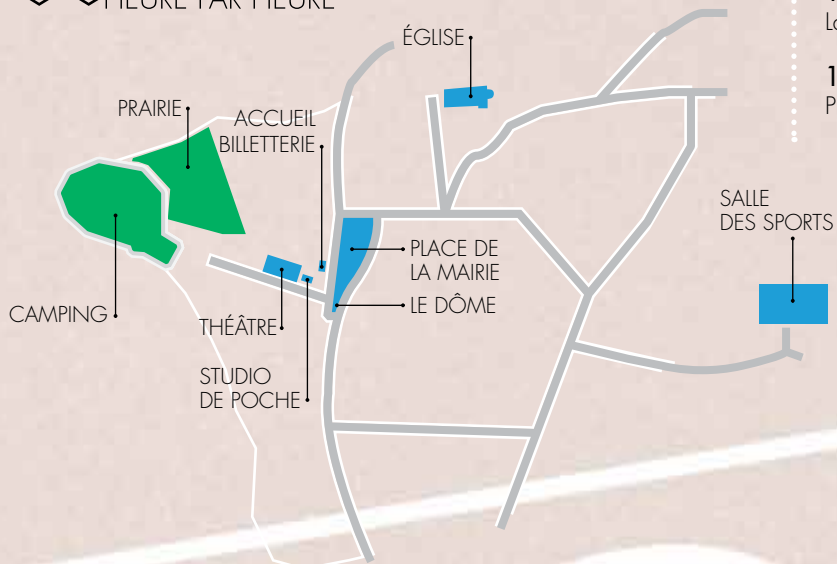 HEURE PAR HEURE
ÉGLISE
PRAIRIE
ACCUEIL
BILLETTERIE
SALLE
DES SPORTS
PLACE DE
LA MAIRIE
LE DÔME
CAMPING
THÉÂTRE
STUDIO
DE POCHE